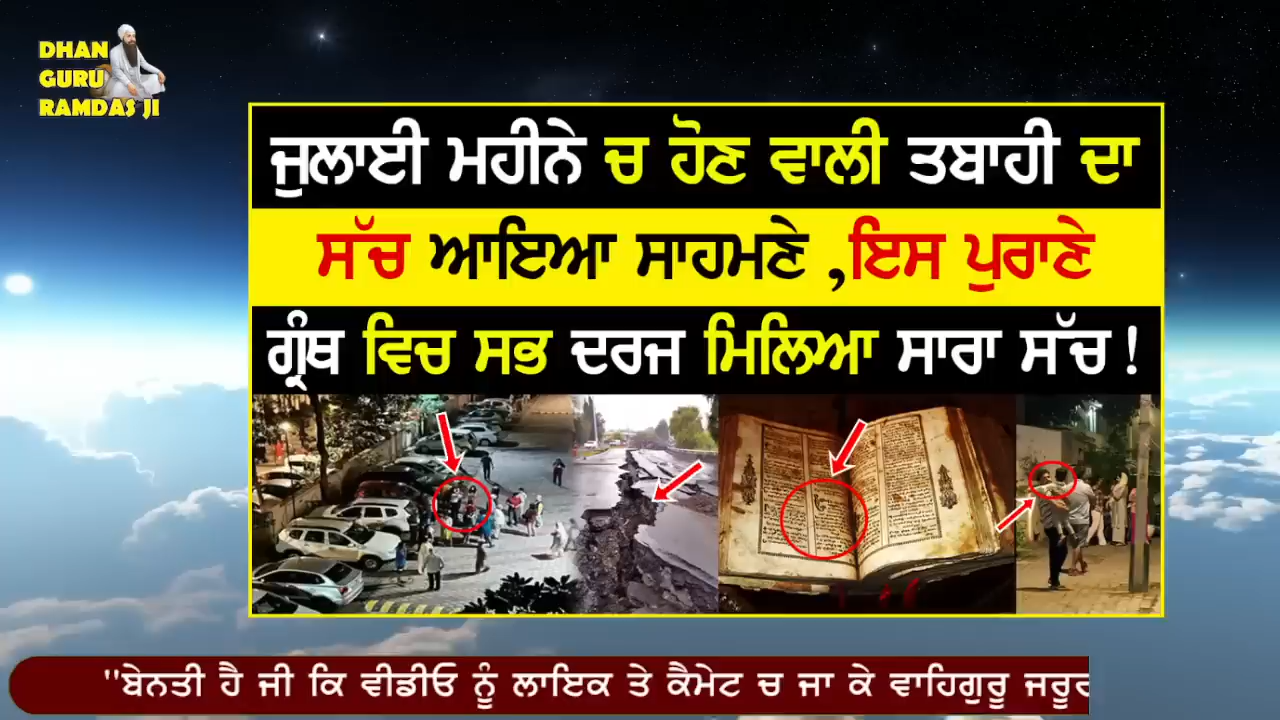 DHAN
GURU
RAMDAS JI
ਜੁਲਾਈ ਮਹੀਨੇ ਚ ਹੋਣ ਵਾਲੀ ਤਬਾਹੀ ਦਾ
ਸੱਚ ਆਇਆ ਸਾਹਮਣੇ ,ਇਸ ਪੁਰਾਣੇ
ਗ੍ਰੰਥ ਵਿਚ ਸਭ ਦਰਜ ਮਿਲਿਆ ਸਾਰਾ ਸੱਚ!
"ਬੇਨਤੀ ਹੈ ਜੀ ਕਿ ਵੀਡੀਓ ਨੂੰ ਲਾਇਕ ਤੇ ਕੈਮੇਟ ਚ ਜਾ ਕੇ ਵਾਹਿਗੁਰੂ